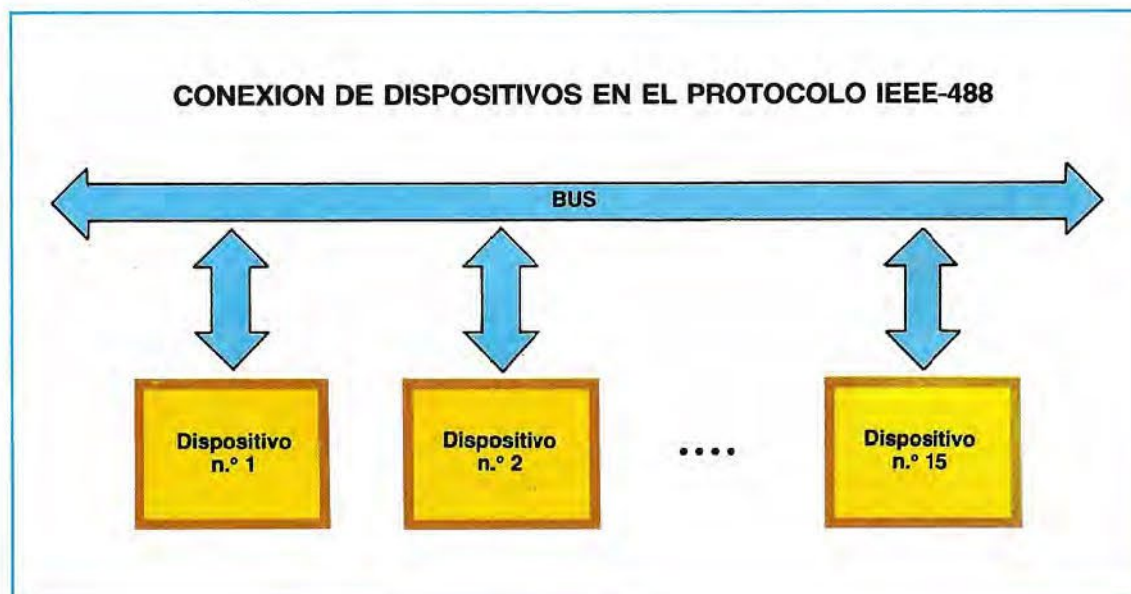 CONEXION DE DISPOSITIVOS EN EL PROTOCOLO IEEE-488
BUS
Dispositivo
n.º 1
Dispositivo
n.º 2
....
Dispositivo
n.º 15